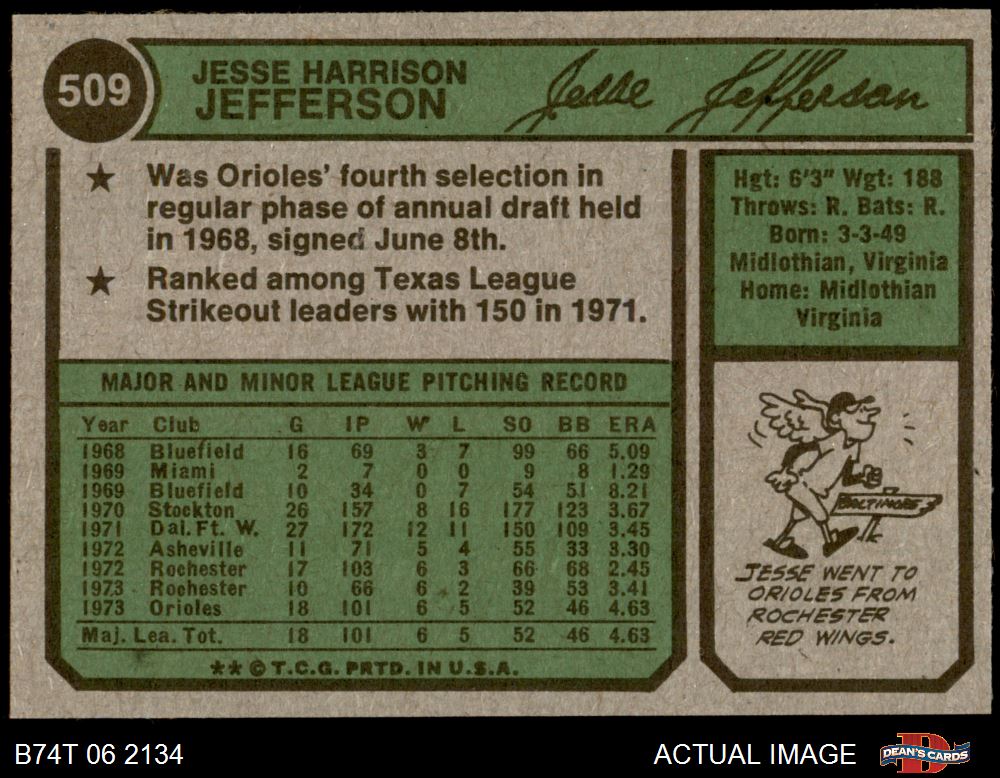 509
JESSE HARRISON
JEFFERSON
Jesse Jefferson
★ Was Orioles' fourth selection in
regular phase of annual draft held
in 1968, signed June 8th.
★ Ranked among Texas League
Strikeout leaders with 150 in 1971.
Hgt: 6'3" Wgt: 188
Throws: R. Bats: R.
Born: 3-3-49
Midlothian, Virginia
Home: Midlothian
Virginia
MAJOR AND MINOR LEAGUE PITCHING RECORD
Year Club G IP W L SO BB ERA
1968 Bluefield 16 69 3 7 99 66 5.09
1969 Miami 2 7 0 0 9 8 1.29
1969 Bluefield 10 34 0 7 54 51 8.21
1970 Stockton 26 157 8 16 177 123 3.67
1971 Dal. Ft. W. 27 172 12 11 150 109 3.45
1972 Asheville 11 71 5 4 55 33 3.30
1972 Rochester 17 103 6 3 66 68 2.45
1973 Rochester 10 66 6 2 39 53 3.41
1973 Orioles 18 101 6 5 52 46 4.63
Maj. Lea. Tot. 18 101 6 5 52 46 4.63
★★ © T.C.G. PRTD. IN U.S.A.
BALTIMORE
JESSE WENT TO
ORIOLES FROM
ROCHESTER
RED WINGS.
B74T 06 2134
ACTUAL IMAGE
D
DEAN'S CARDS